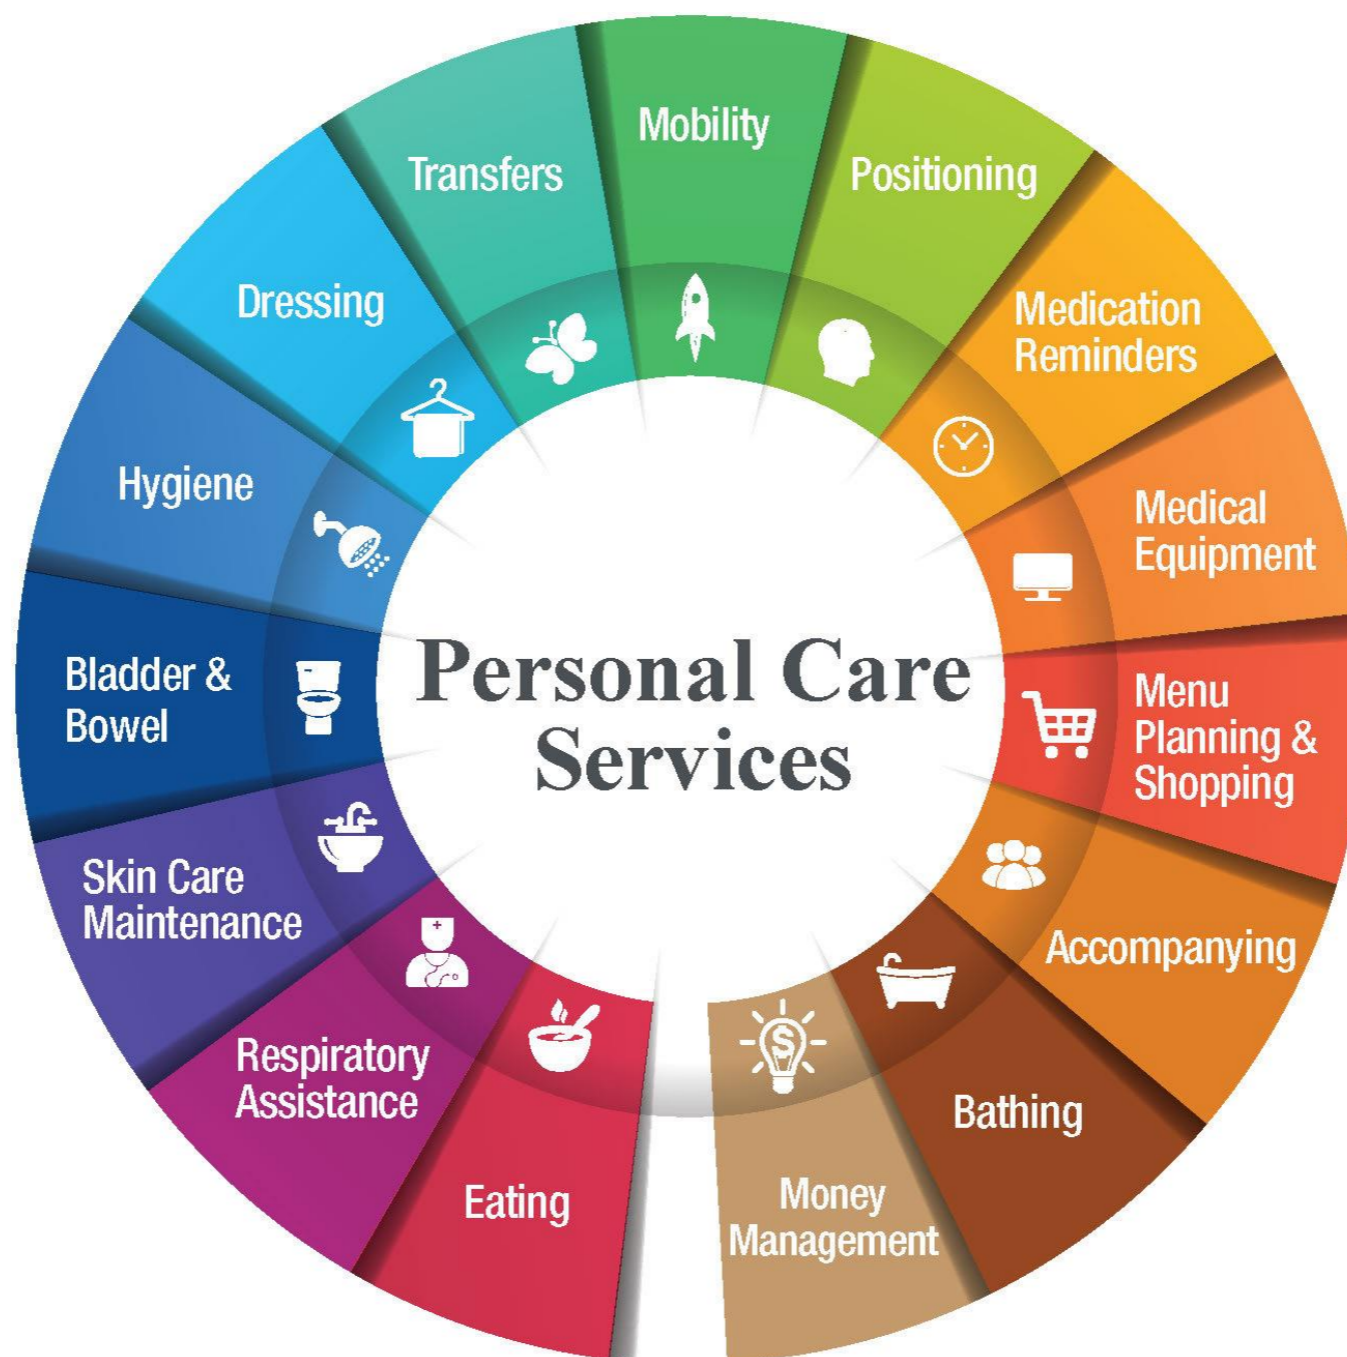 Mobility
Positioning
Medication
Reminders
Medical
Equipment
Menu
Planning &
Shopping
Accompanying
Bathing
Money
Management
Eating
Respiratory
Assistance
Skin Care
Maintenance
Bladder &
Bowel
Hygiene
Dressing
Transfers
Personal Care
Services
$